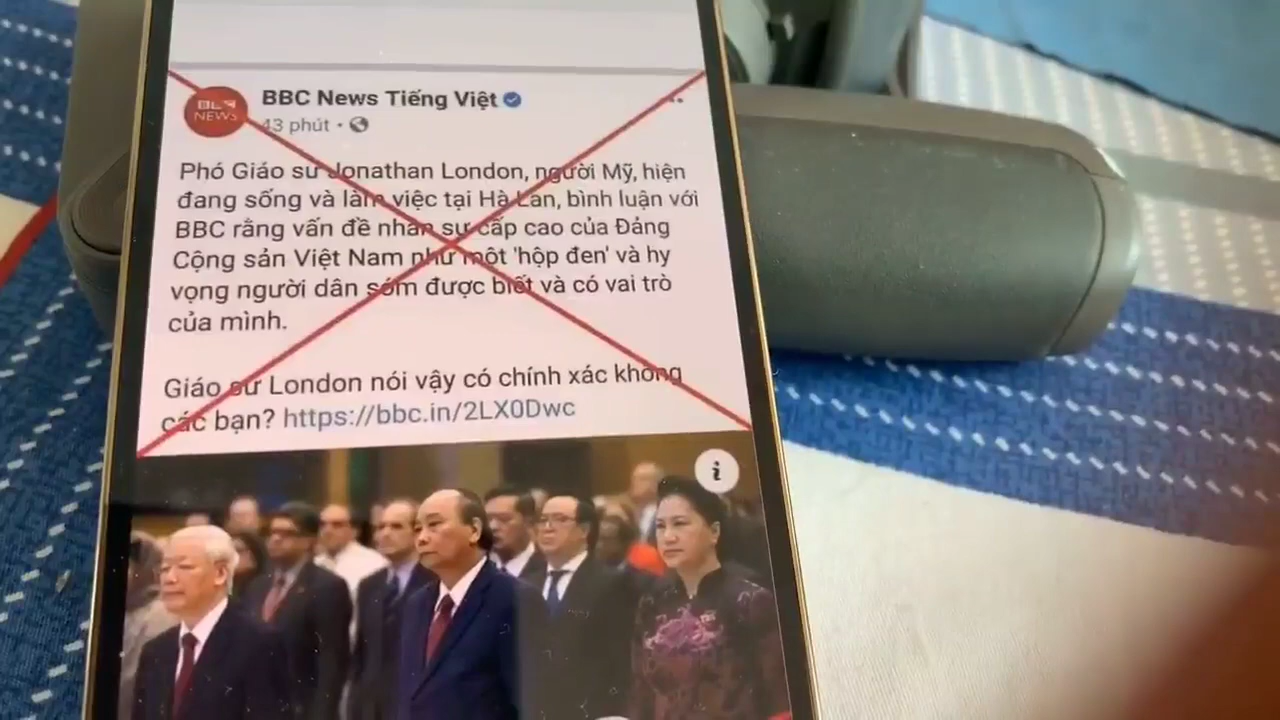 BBC News Tiếng Việt
43 phút ·
NEWS
Phó Giáo sư Jonathan London, người Mỹ, hiện
đang sống và làm việc tại Hà Lan, bình luận với
BBC rằng vấn đề nhân sự cấp cao của Đảng
Cộng sản Việt Nam như một 'hộp đen' và hy
vọng người dân sớm được biết và có vai trò
của mình.
Giáo sư London nói vậy có chính xác không
các bạn? https://bbc.in/2LX0Dwc
i